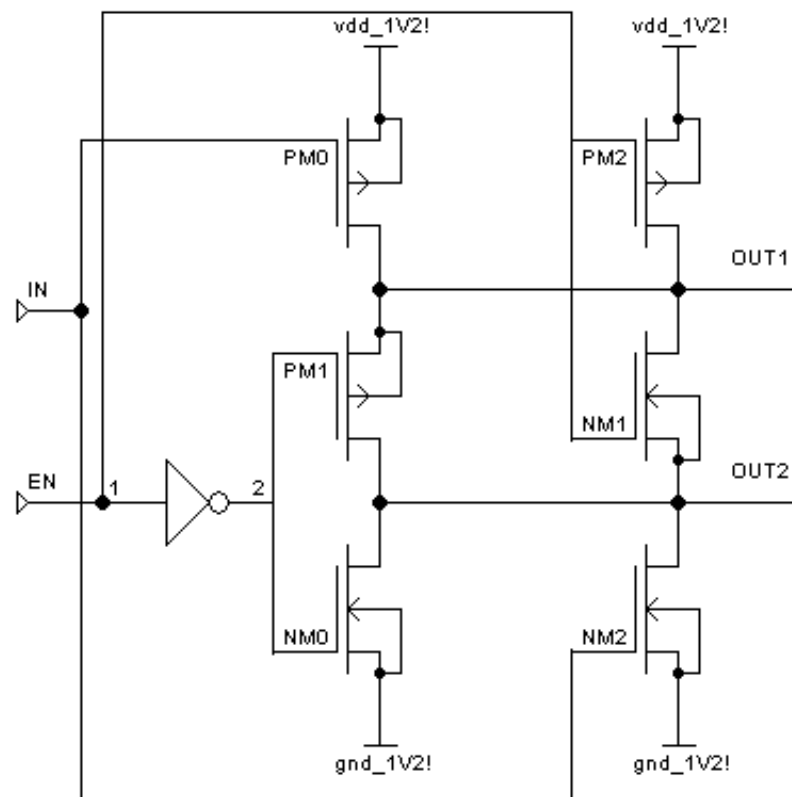 vdd_1V2! vdd_1V2!
PM0 PM2
OUT1
IN
PM1
NM1
OUT2
EN 1 2
NM0 NM2
gnd_1V2! gnd_1V2!